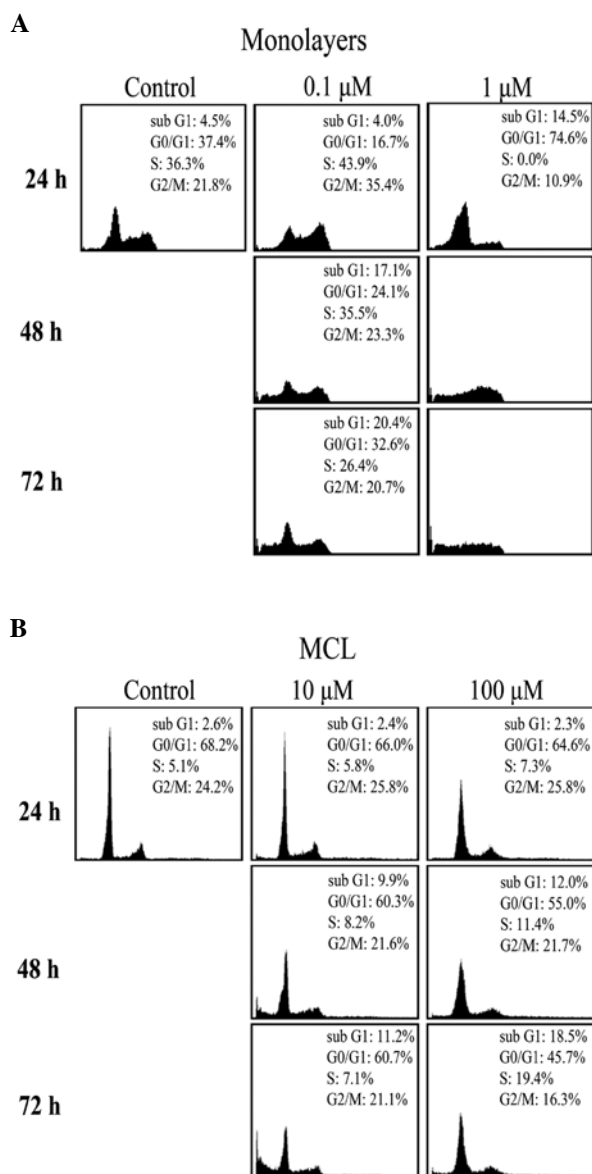 A
Monolayers
Control
0.1 μM
1 μM
24 h
sub G1: 4.5%
G0/G1: 37.4%
S: 36.3%
G2/M: 21.8%
sub G1: 4.0%
G0/G1: 16.7%
S: 43.9%
G2/M: 35.4%
sub G1: 14.5%
G0/G1: 74.6%
S: 0.0%
G2/M: 10.9%
48 h
sub G1: 17.1%
G0/G1: 24.1%
S: 35.5%
G2/M: 23.3%
72 h
sub G1: 20.4%
G0/G1: 32.6%
S: 26.4%
G2/M: 20.7%
B
MCL
Control
10 μM
100 μM
24 h
sub G1: 2.6%
G0/G1: 68.2%
S: 5.1%
G2/M: 24.2%
sub G1: 2.4%
G0/G1: 66.0%
S: 5.8%
G2/M: 25.8%
sub G1: 2.3%
G0/G1: 64.6%
S: 7.3%
G2/M: 25.8%
48 h
sub G1: 9.9%
G0/G1: 60.3%
S: 8.2%
G2/M: 21.6%
sub G1: 12.0%
G0/G1: 55.0%
S: 11.4%
G2/M: 21.7%
72 h
sub G1: 11.2%
G0/G1: 60.7%
S: 7.1%
G2/M: 21.1%
sub G1: 18.5%
G0/G1: 45.7%
S: 19.4%
G2/M: 16.3%